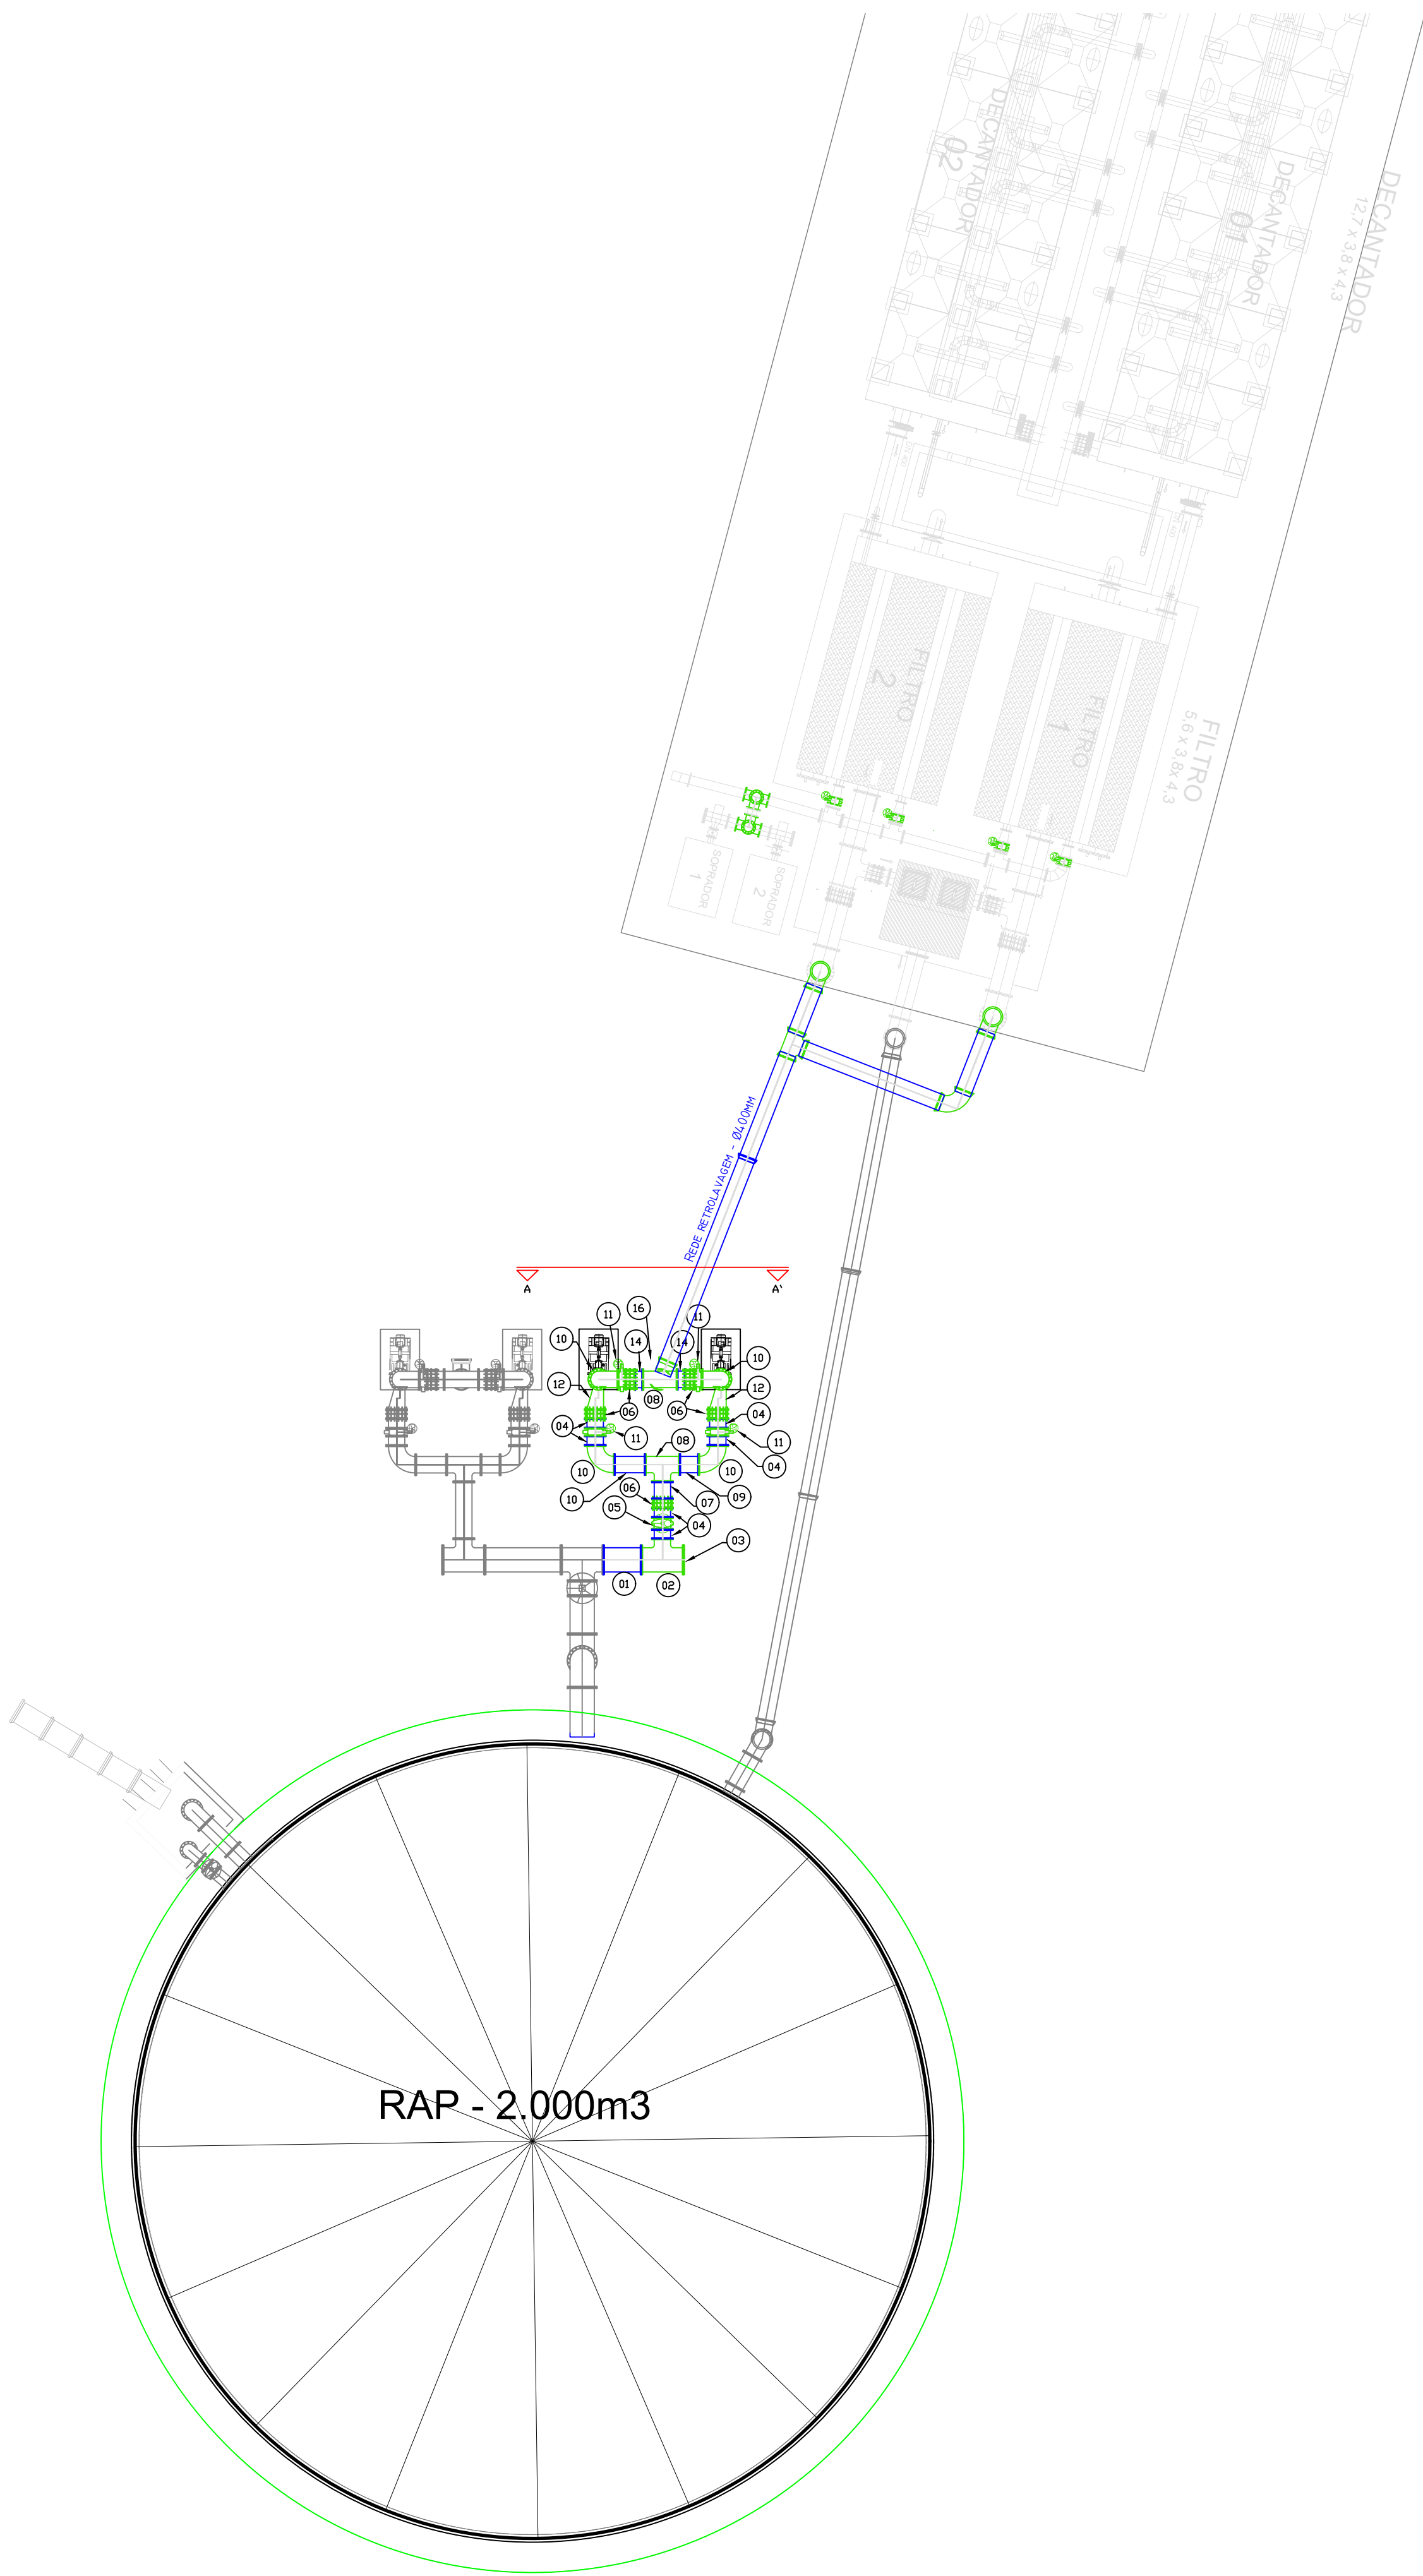 DECANTADOR
02
DECANTADOR
01
DECANTADOR
12,7 x 3,8 x 4,3
FILTRO
2
FILTRO
1
FILTRO
5,6 x 3,8x 4,3
SOPRADOR
1
SOPRADOR
2
REDE RETROLAVAGEM - Ø400MM
A
A'
11
16
11
10
14
14
10
12
12
08
06
06
04
04
11
11
08
04
10
10
06
09
10
07
05
04
03
01
02
RAP - 2.000m3